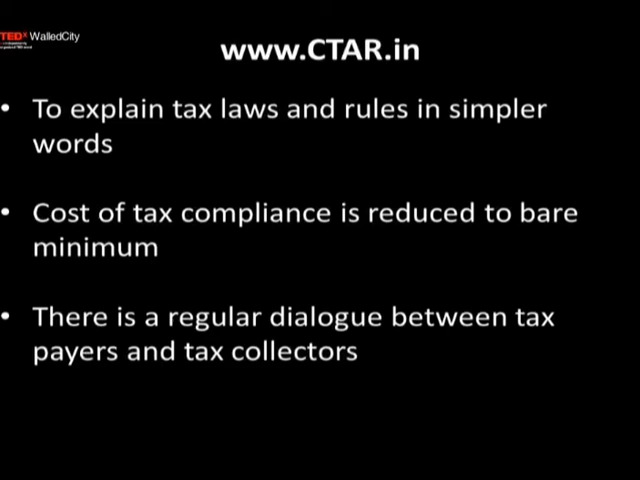 TEDx WalledCity
www.CTAR.in
• To explain tax laws and rules in simpler
words
• Cost of tax compliance is reduced to bare
minimum
• There is a regular dialogue between tax
payers and tax collectors